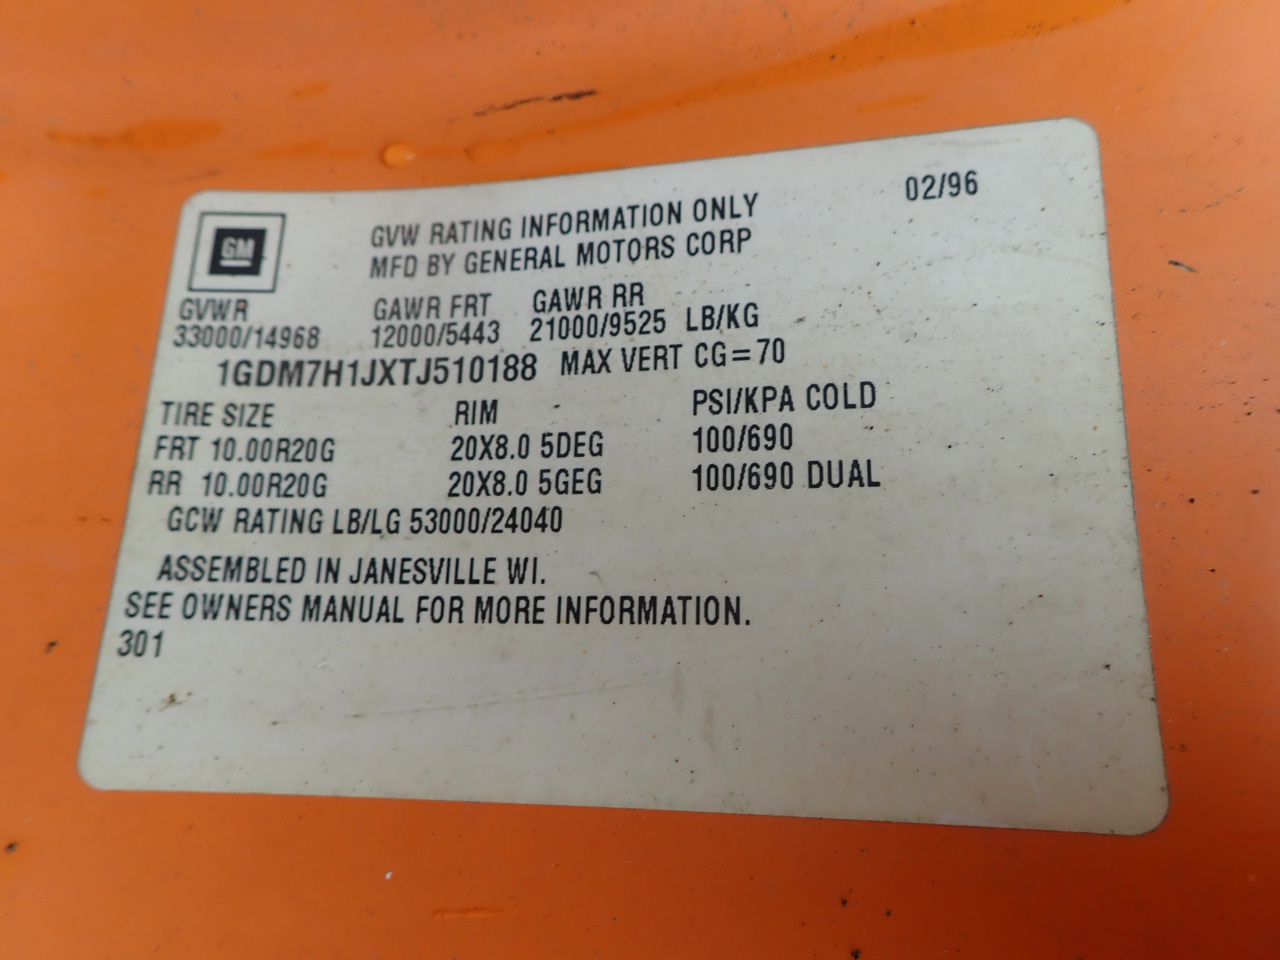 02/96
GM
GVW RATING INFORMATION ONLY
MFD BY GENERAL MOTORS CORP
GVWR GAWR FRT GAWR RR
33000/14968 12000/5443 21000/9525 LB/KG
1GDM7H1JXTJ510188 MAX VERT CG=70
TIRE SIZE RIM PSI/KPA COLD
FRT 10.00R20G 20X8.0 5DEG 100/690
RR 10.00R20G 20X8.0 5GEG 100/690 DUAL
GCW RATING LB/LG 53000/24040
ASSEMBLED IN JANESVILLE WI.
SEE OWNERS MANUAL FOR MORE INFORMATION.
301